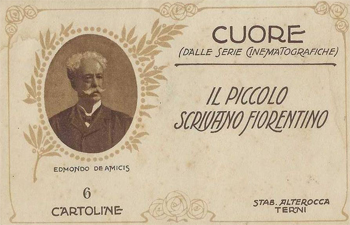 CUORE
(DALLE SERIE CINEMATOGRAFICHE)
IL PICCOLO
SCRIVANO FIORENTINO
EDMONDO DE AMICIS
6
CARTOLINE
STAB. ALTEROCCA
TERNI